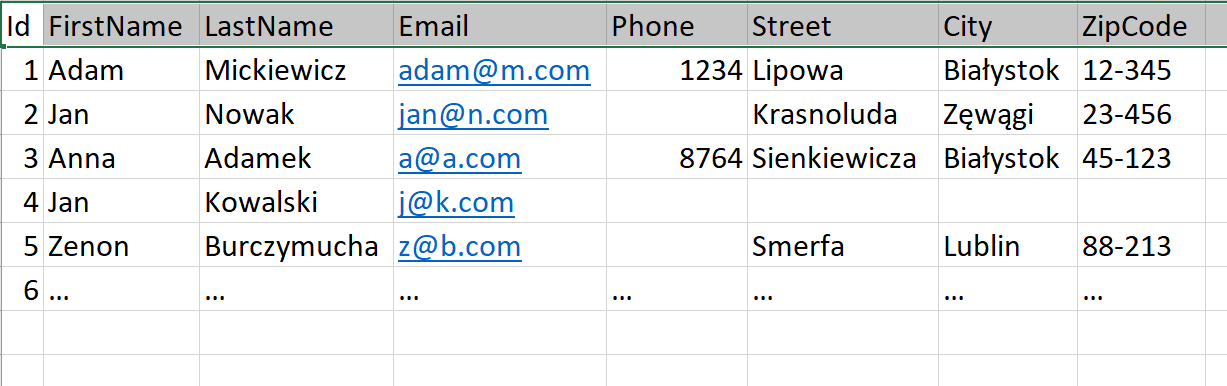 Id FirstName LastName Email Phone Street City ZipCode
1 Adam Mickiewicz adam@m.com 1234 Lipowa Białystok 12-345
2 Jan Nowak jan@n.com Krasnoluda Zęwągi 23-456
3 Anna Adamek a@a.com 8764 Sienkiewicza Białystok 45-123
4 Jan Kowalski j@k.com
5 Zenon Burczymucha z@b.com Smerfa Lublin 88-213
6 ... ... ... ... ... ... ...